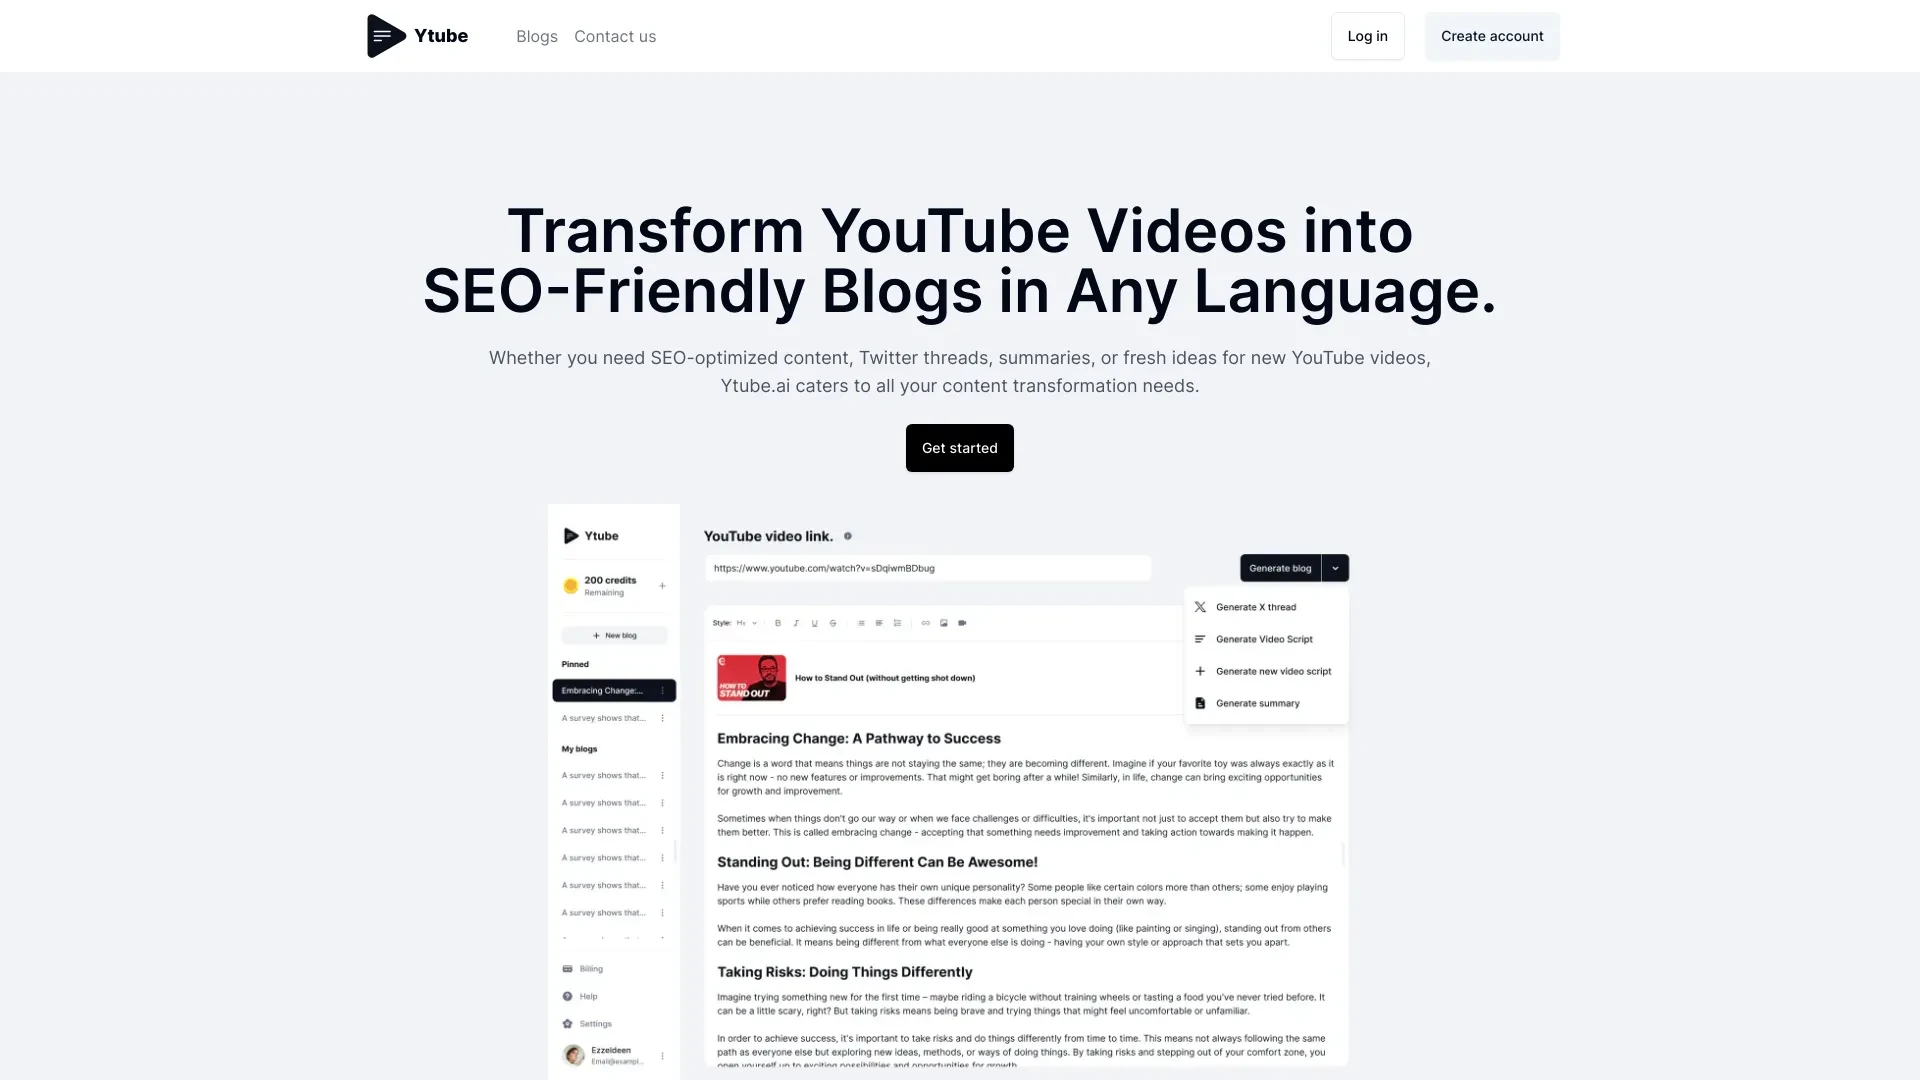 Ytube
Blogs
Contact us
Log in
Create account
Transform YouTube Videos into
SEO-Friendly Blogs in Any Language.
Whether you need SEO-optimized content, Twitter threads, summaries, or fresh ideas for new YouTube videos,
Ytube.ai caters to all your content transformation needs.
Get started
Ytube
200 credits
Remaining
New blog
Pinned
Embracing Change:...
A survey shows that...
My blogs
A survey shows that...
A survey shows that...
A survey shows that...
A survey shows that...
A survey shows that...
A survey shows that...
Billing
Help
Settings
Ezzeldeen
Email@exampl...
YouTube video link.
https://www.youtube.com/watch?v=sDqiwmBDbug
Generate blog
Generate X thread
Generate Video Script
Generate new video script
Generate summary
Style:
B I U S
HOW TO
STAND OUT
How to Stand Out (without getting shot down)
Embracing Change: A Pathway to Success
Change is a word that means things are not staying the same; they are becoming different. Imagine if your favorite toy was always exactly as it
is right now - no new features or improvements. That might get boring after a while! Similarly, in life, change can bring exciting opportunities
for growth and improvement.
Sometimes when things don't go our way or when we face challenges or difficulties, it's important not just to accept them but also try to make
them better. This is called embracing change - accepting that something needs improvement and taking action towards making it happen.
Standing Out: Being Different Can Be Awesome!
Have you ever noticed how everyone has their own unique personality? Some people like certain colors more than others; some enjoy playing
sports while others prefer reading books. These differences make each person special in their own way.
When it comes to achieving success in life or being really good at something you love doing (like painting or singing), standing out from others
can be beneficial. It means being different from what everyone else is doing - having your own style or approach that sets you apart.
Taking Risks: Doing Things Differently
Imagine trying something new for the first time – maybe riding a bicycle without training wheels or tasting a food you've never tried before. It
can be a little scary, right? But taking risks means being brave and trying things that might feel uncomfortable or unfamiliar.
In order to achieve success, it's important to take risks and do things differently from time to time. This means not always following the same
path as everyone else but exploring new ideas, methods, or ways of doing things. By taking risks and stepping out of your comfort zone, you
open yourself up to exciting possibilities and opportunities for growth.